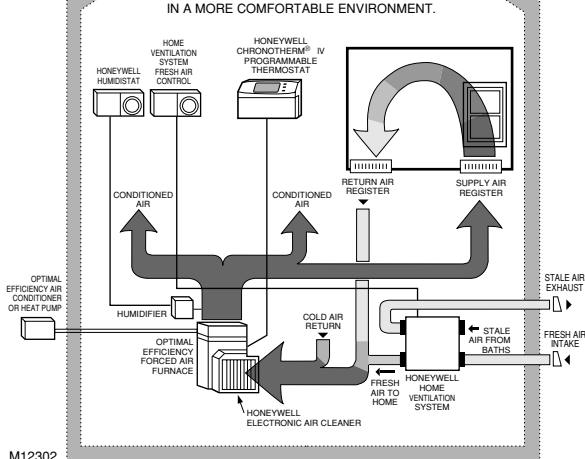 IN A MORE COMFORTABLE ENVIRONMENT.
HONEYWELL
HUMIDISTAT
HOME
VENTILATION
SYSTEM
FRESH AIR
CONTROL
HONEYWELL
CHRONOTHERM® IV
PROGRAMMABLE
THERMOSTAT
RETURN AIR
REGISTER
SUPPLY AIR
REGISTER
CONDITIONED
AIR
CONDITIONED
AIR
OPTIMAL
EFFICIENCY AIR
CONDITIONER
OR HEAT PUMP
HUMIDIFIER
OPTIMAL
EFFICIENCY
FORCED AIR
FURNACE
COLD AIR
RETURN
STALE AIR
EXHAUST
STALE
AIR FROM
BATHS
FRESH AIR
INTAKE
FRESH
AIR TO
HOME
HONEYWELL
HOME
VENTILATION
SYSTEM
HONEYWELL
ELECTRONIC AIR CLEANER
M12302